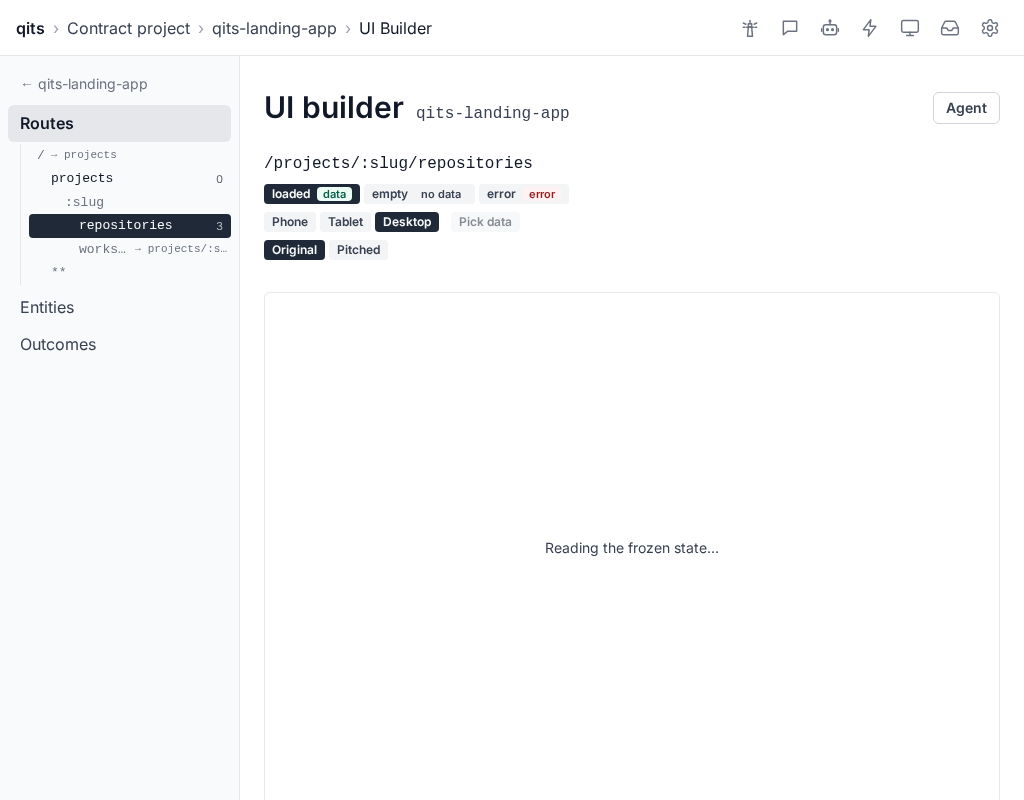 qits › Contract project › qits-landing-app › UI Builder
← qits-landing-app
Routes
/ → projects
projects 0
:slug
repositories 3
works… → projects/:s…
**
Entities
Outcomes
UI builder qits-landing-app
Agent
/projects/:slug/repositories
loaded data empty no data error error
Phone Tablet Desktop Pick data
Original Pitched
Reading the frozen state...